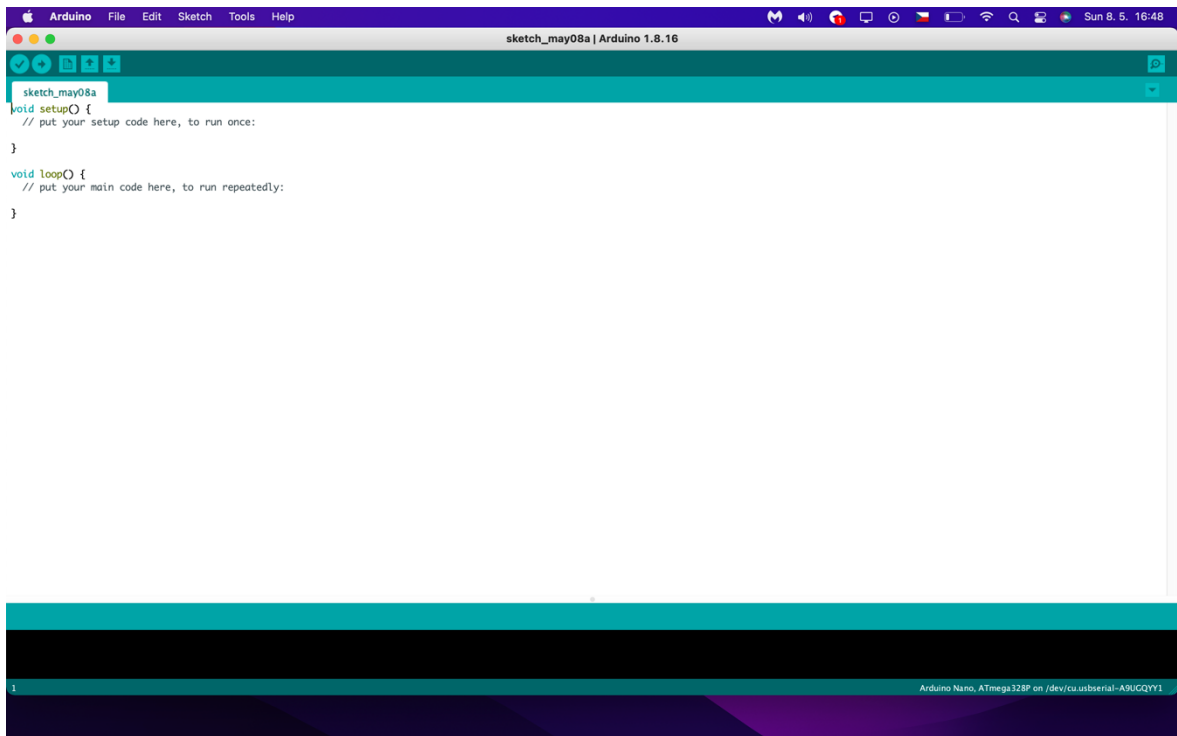 Arduino File Edit Sketch Tools Help Sun 8. 5. 16:48
sketch_may08a | Arduino 1.8.16
sketch_may08a
void setup() {
// put your setup code here, to run once:
}
void loop() {
// put your main code here, to run repeatedly:
}
1 Arduino Nano, ATmega328P on /dev/cu.usbserial-A9UGQYY1